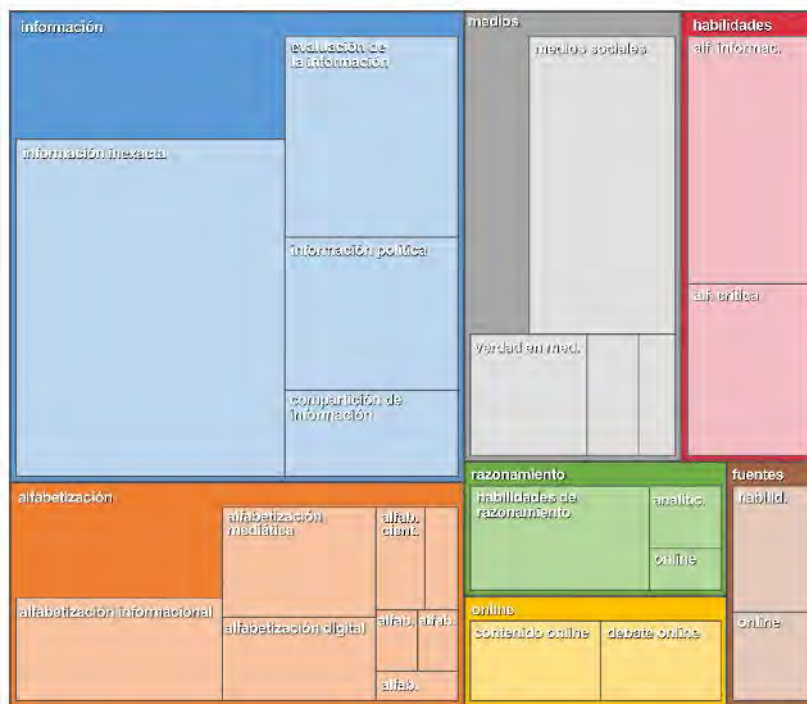 información
evaluación de
la información
información inexacta
información política
compartición de
información
medios
medios sociales
verdad en med.
habilidades
alf. informac.
alf. crítica
alfabetización
alfabetización
mediática
alfab.
cient.
alfabetización informacional
alfabetización digital
alfab.
alfab.
alfab.
razonamiento
habilidades de
razonamiento
analític.
online
fuentes
habilid.
online
online
contenido online
debate online